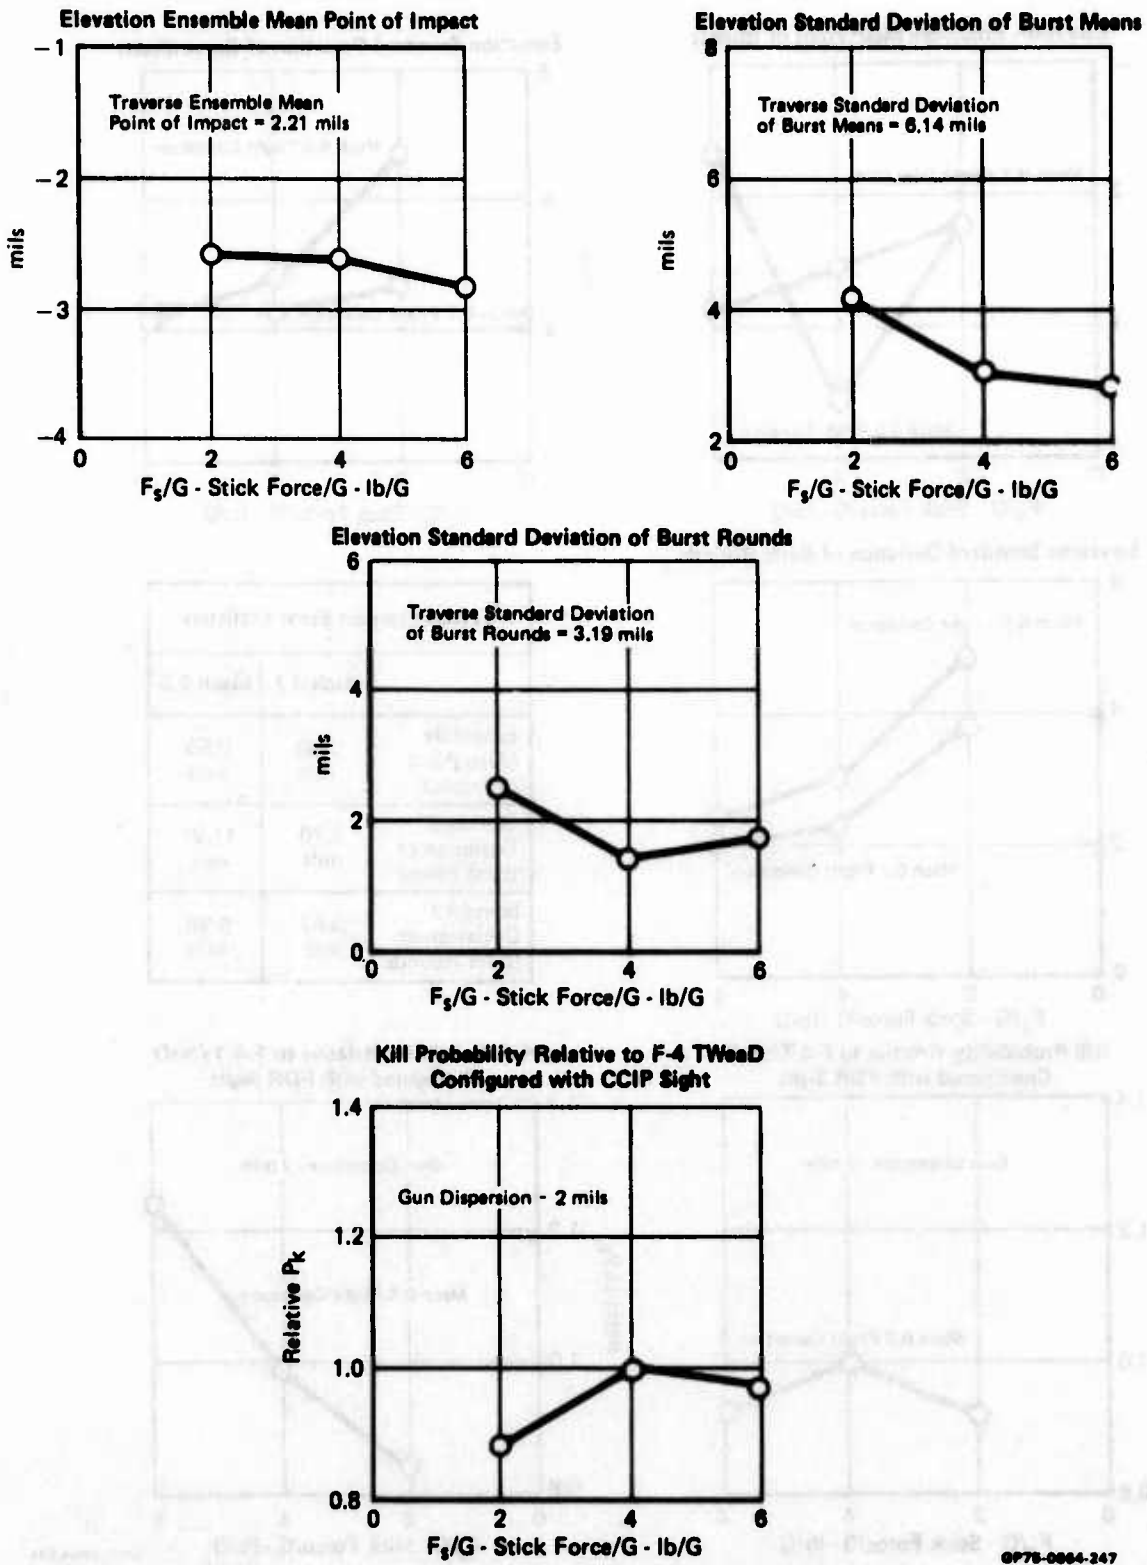 Elevation Ensemble Mean Point of Impact
−1
Traverse Ensemble Mean
Point of Impact = 2.21 mils
−2
mils
−3
−4
0 2 4 6
Fs/G - Stick Force/G - lb/G
Elevation Standard Deviation of Burst Means
8
Traverse Standard Deviation
of Burst Means = 6.14 mils
6
mils
4
2
0 2 4 6
Fs/G - Stick Force/G - lb/G
Elevation Standard Deviation of Burst Rounds
6
Traverse Standard Deviation
of Burst Rounds = 3.19 mils
4
mils
2
0
0 2 4 6
Fs/G - Stick Force/G - lb/G
Kill Probability Relative to F-4 TWeaD
Configured with CCIP Sight
1.4
Gun Dispersion - 2 mils
1.2
Relative Pk
1.0
0.8
0 2 4 6
Fs/G - Stick Force/G - lb/G